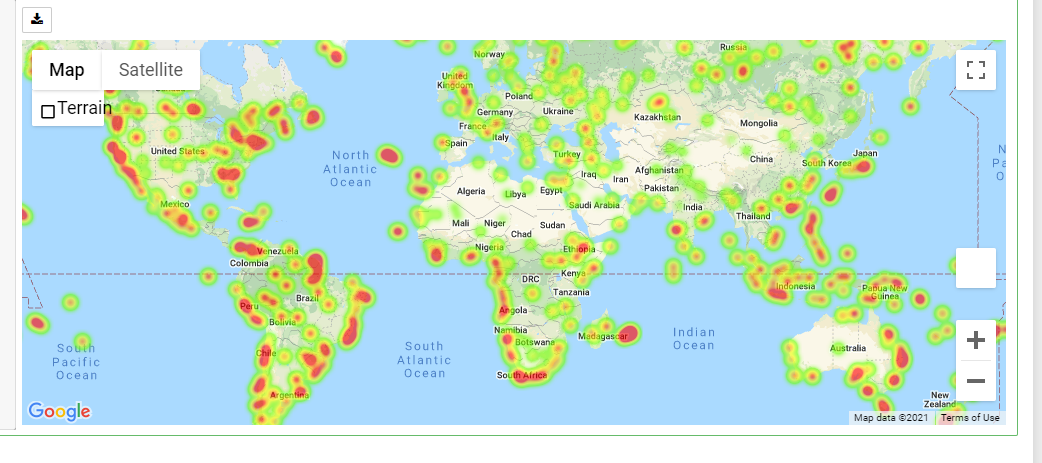 Map
Satellite
Terrain
Norway
Russia
United
Kingdom
Poland
Germany
Ukraine
Kazakhstan
Mongolia
France
Italy
Spain
United States
North
Atlantic
Ocean
Turkey
China
South Korea
Japan
Iraq
Iran
Afghanistan
Pakistan
Algeria
Libya
Egypt
Saudi Arabia
India
Mexico
Thailand
Mali
Niger
Sudan
Chad
Nigeria
Ethiopia
Venezuela
Colombia
DRC
Kenya
Indonesia
Papua New
Guinea
Tanzania
Brazil
Peru
Angola
Bolivia
Namibia
Madagascar
Botswana
Indian
Ocean
South
Pacific
Ocean
Chile
South
Atlantic
Ocean
Australia
South Africa
Argentina
New
Zealand
Google
Map data ©2021
Terms of Use